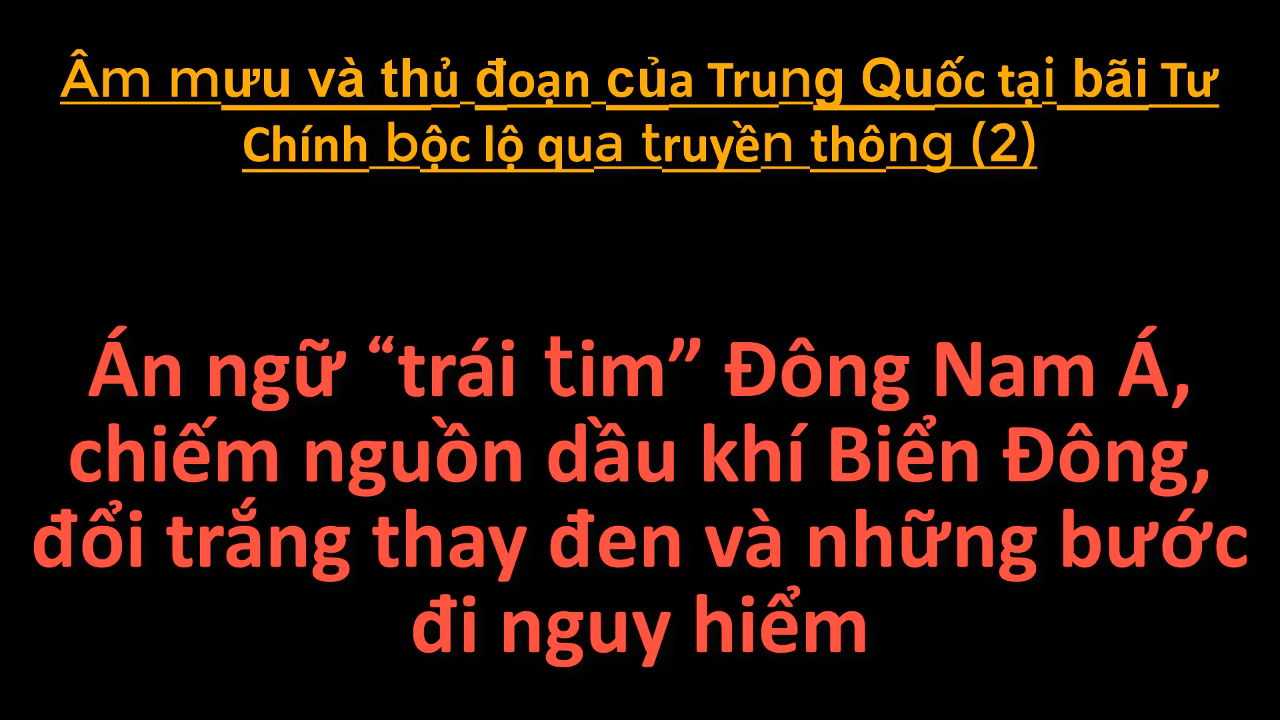 Âm mưu và thủ đoạn của Trung Quốc tại bãi Tư
Chính bộc lộ qua truyền thông (2)
Án ngữ “trái tim” Đông Nam Á,
chiếm nguồn dầu khí Biển Đông,
đổi trắng thay đen và những bước
đi nguy hiểm